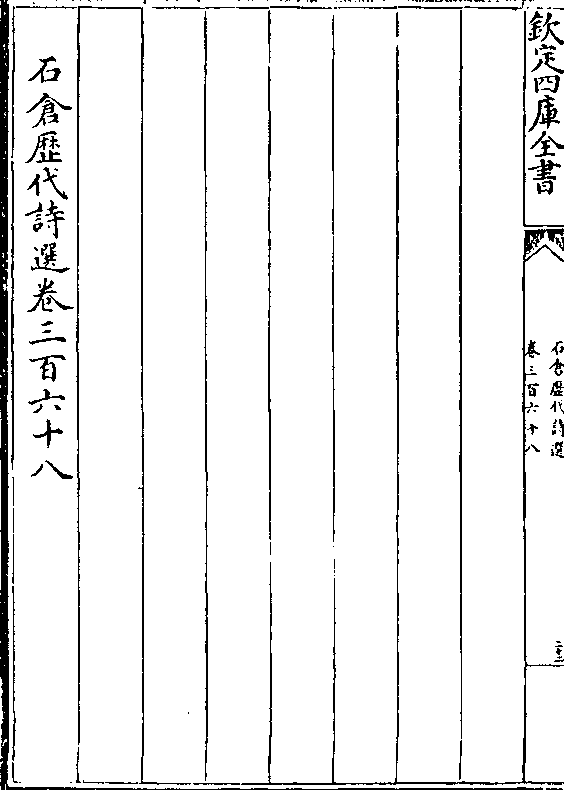 欽定四庫全書
石倉歷代詩選
卷三百六十八
石倉歷代詩選卷三百六十八